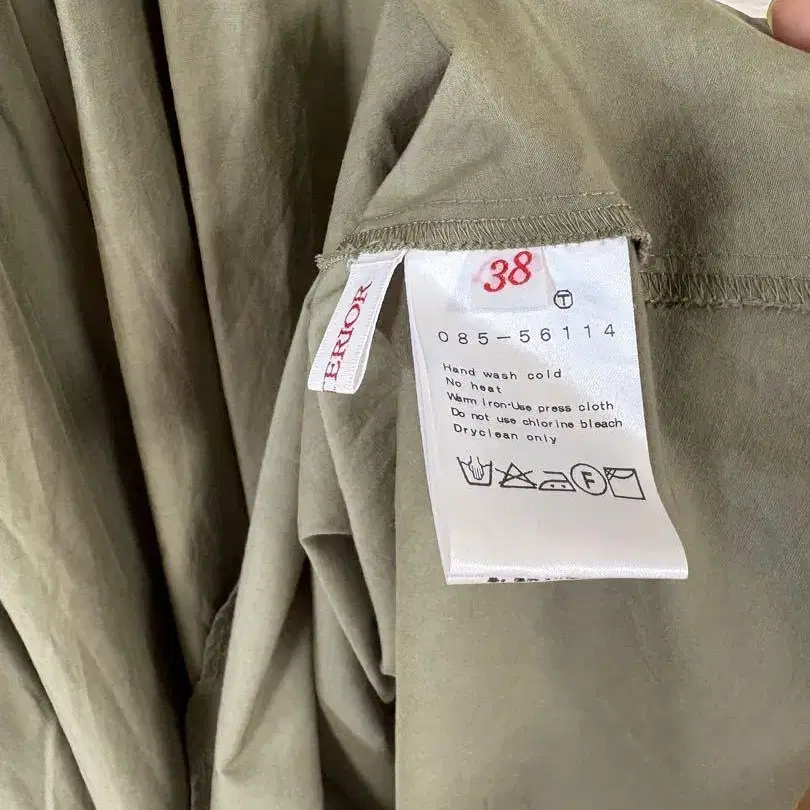 38
Ⓣ
085-56114
TERIOR
Hand wash cold
No heat
Warm iron·Use press cloth
Do not use chlorine bleach
Dryclean only
F